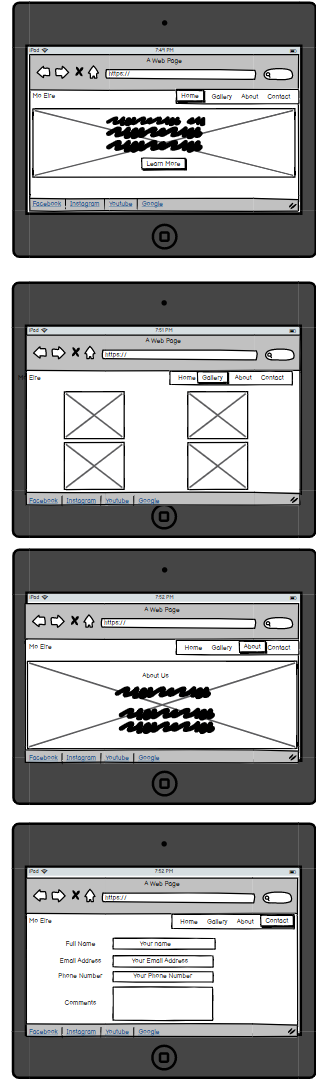 iPad 7:49 PM
A Web Page
https://
Mo Eire Home Gallery About Contact
Learn More
Facebook Instagram Youtube Google
iPad 7:51 PM
A Web Page
https://
Mo Eire Home Gallery About Contact
Facebook Instagram Youtube Google
iPad 7:52 PM
A Web Page
https://
Mo Eire Home Gallery About Contact
About Us
Facebook Instagram Youtube Google
iPad 7:52 PM
A Web Page
https://
Mo Eire Home Gallery About Contact
Full Name Your name
Email Address Your Email Address
Phone Number Your Phone Number
Comments
Facebook Instagram Youtube Google